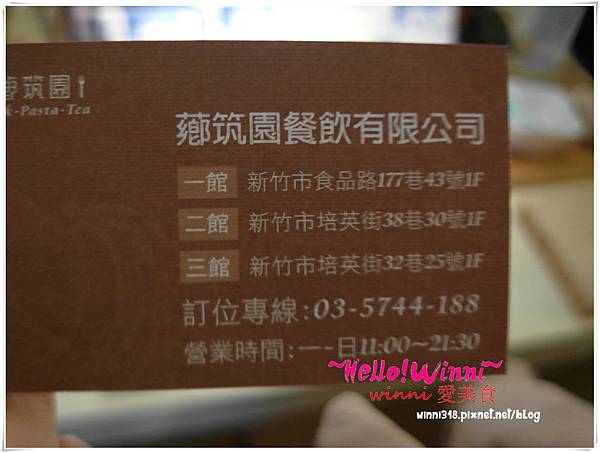 筑園
k-Pasta-Tea
薌筑園餐飲有限公司
一館 新竹市食品路177巷43號1F
二館 新竹市培英街38巷30號1F
三館 新竹市培英街32巷25號1F
訂位專線:03-5744-188
營業時間:一~日11:00~21:30
~Hello!Winni~
winni 愛美食
winni318.pixnet.net/blog